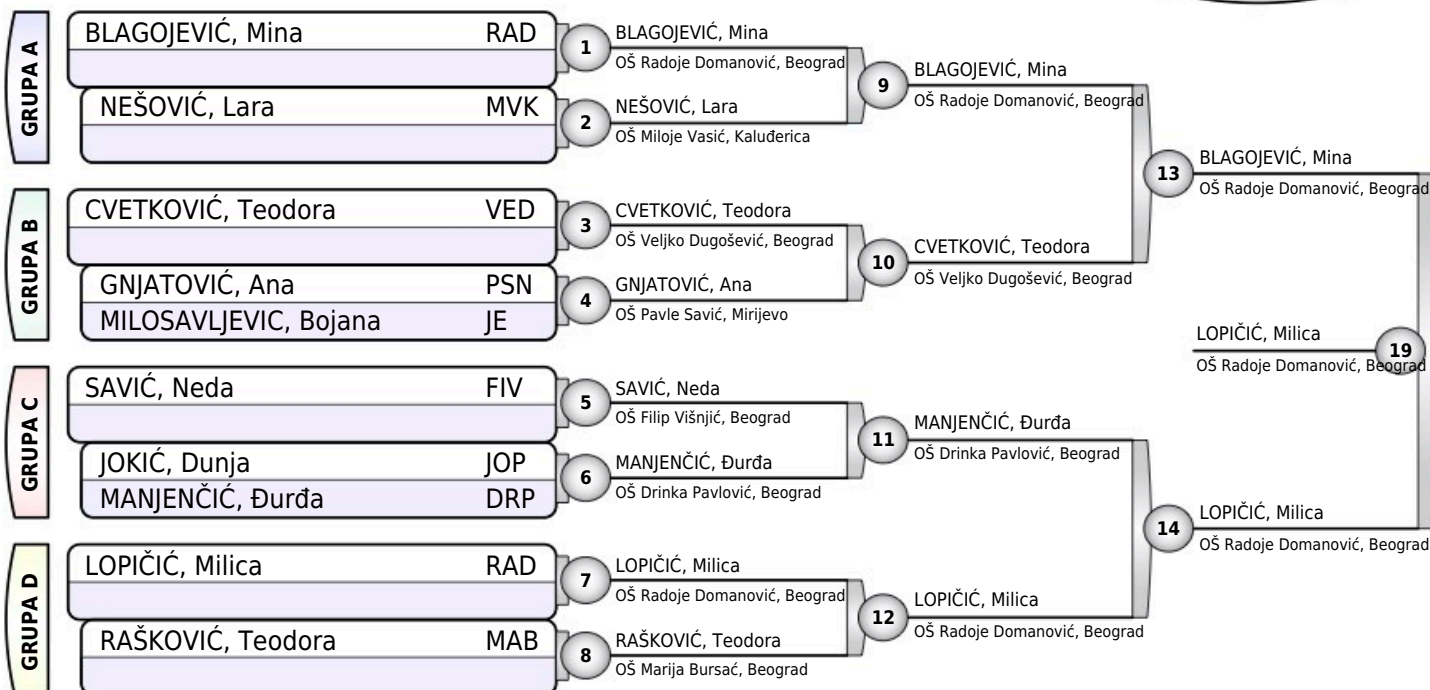 GRUPA A
BLAGOJEVIĆ, Mina RAD
NEŠOVIĆ, Lara MVK
1
BLAGOJEVIĆ, Mina
OŠ Radoje Domanović, Beograd
2
NEŠOVIĆ, Lara
OŠ Miloje Vasić, Kaluđerica
9
BLAGOJEVIĆ, Mina
OŠ Radoje Domanović, Beograd
GRUPA B
CVETKOVIĆ, Teodora VED
GNJATOVIĆ, Ana PSN
MILOSAVLJEVIC, Bojana JE
3
CVETKOVIĆ, Teodora
OŠ Veljko Dugošević, Beograd
4
GNJATOVIĆ, Ana
OŠ Pavle Savić, Mirijevo
10
CVETKOVIĆ, Teodora
OŠ Veljko Dugošević, Beograd
13
BLAGOJEVIĆ, Mina
OŠ Radoje Domanović, Beograd
GRUPA C
SAVIĆ, Neda FIV
JOKIĆ, Dunja JOP
MANJENČIĆ, Đurđa DRP
5
SAVIĆ, Neda
OŠ Filip Višnjić, Beograd
6
MANJENČIĆ, Đurđa
OŠ Drinka Pavlović, Beograd
11
MANJENČIĆ, Đurđa
OŠ Drinka Pavlović, Beograd
GRUPA D
LOPIČIĆ, Milica RAD
RAŠKOVIĆ, Teodora MAB
7
LOPIČIĆ, Milica
OŠ Radoje Domanović, Beograd
8
RAŠKOVIĆ, Teodora
OŠ Marija Bursać, Beograd
12
LOPIČIĆ, Milica
OŠ Radoje Domanović, Beograd
14
LOPIČIĆ, Milica
OŠ Radoje Domanović, Beograd
LOPIČIĆ, Milica
OŠ Radoje Domanović, Beograd
19